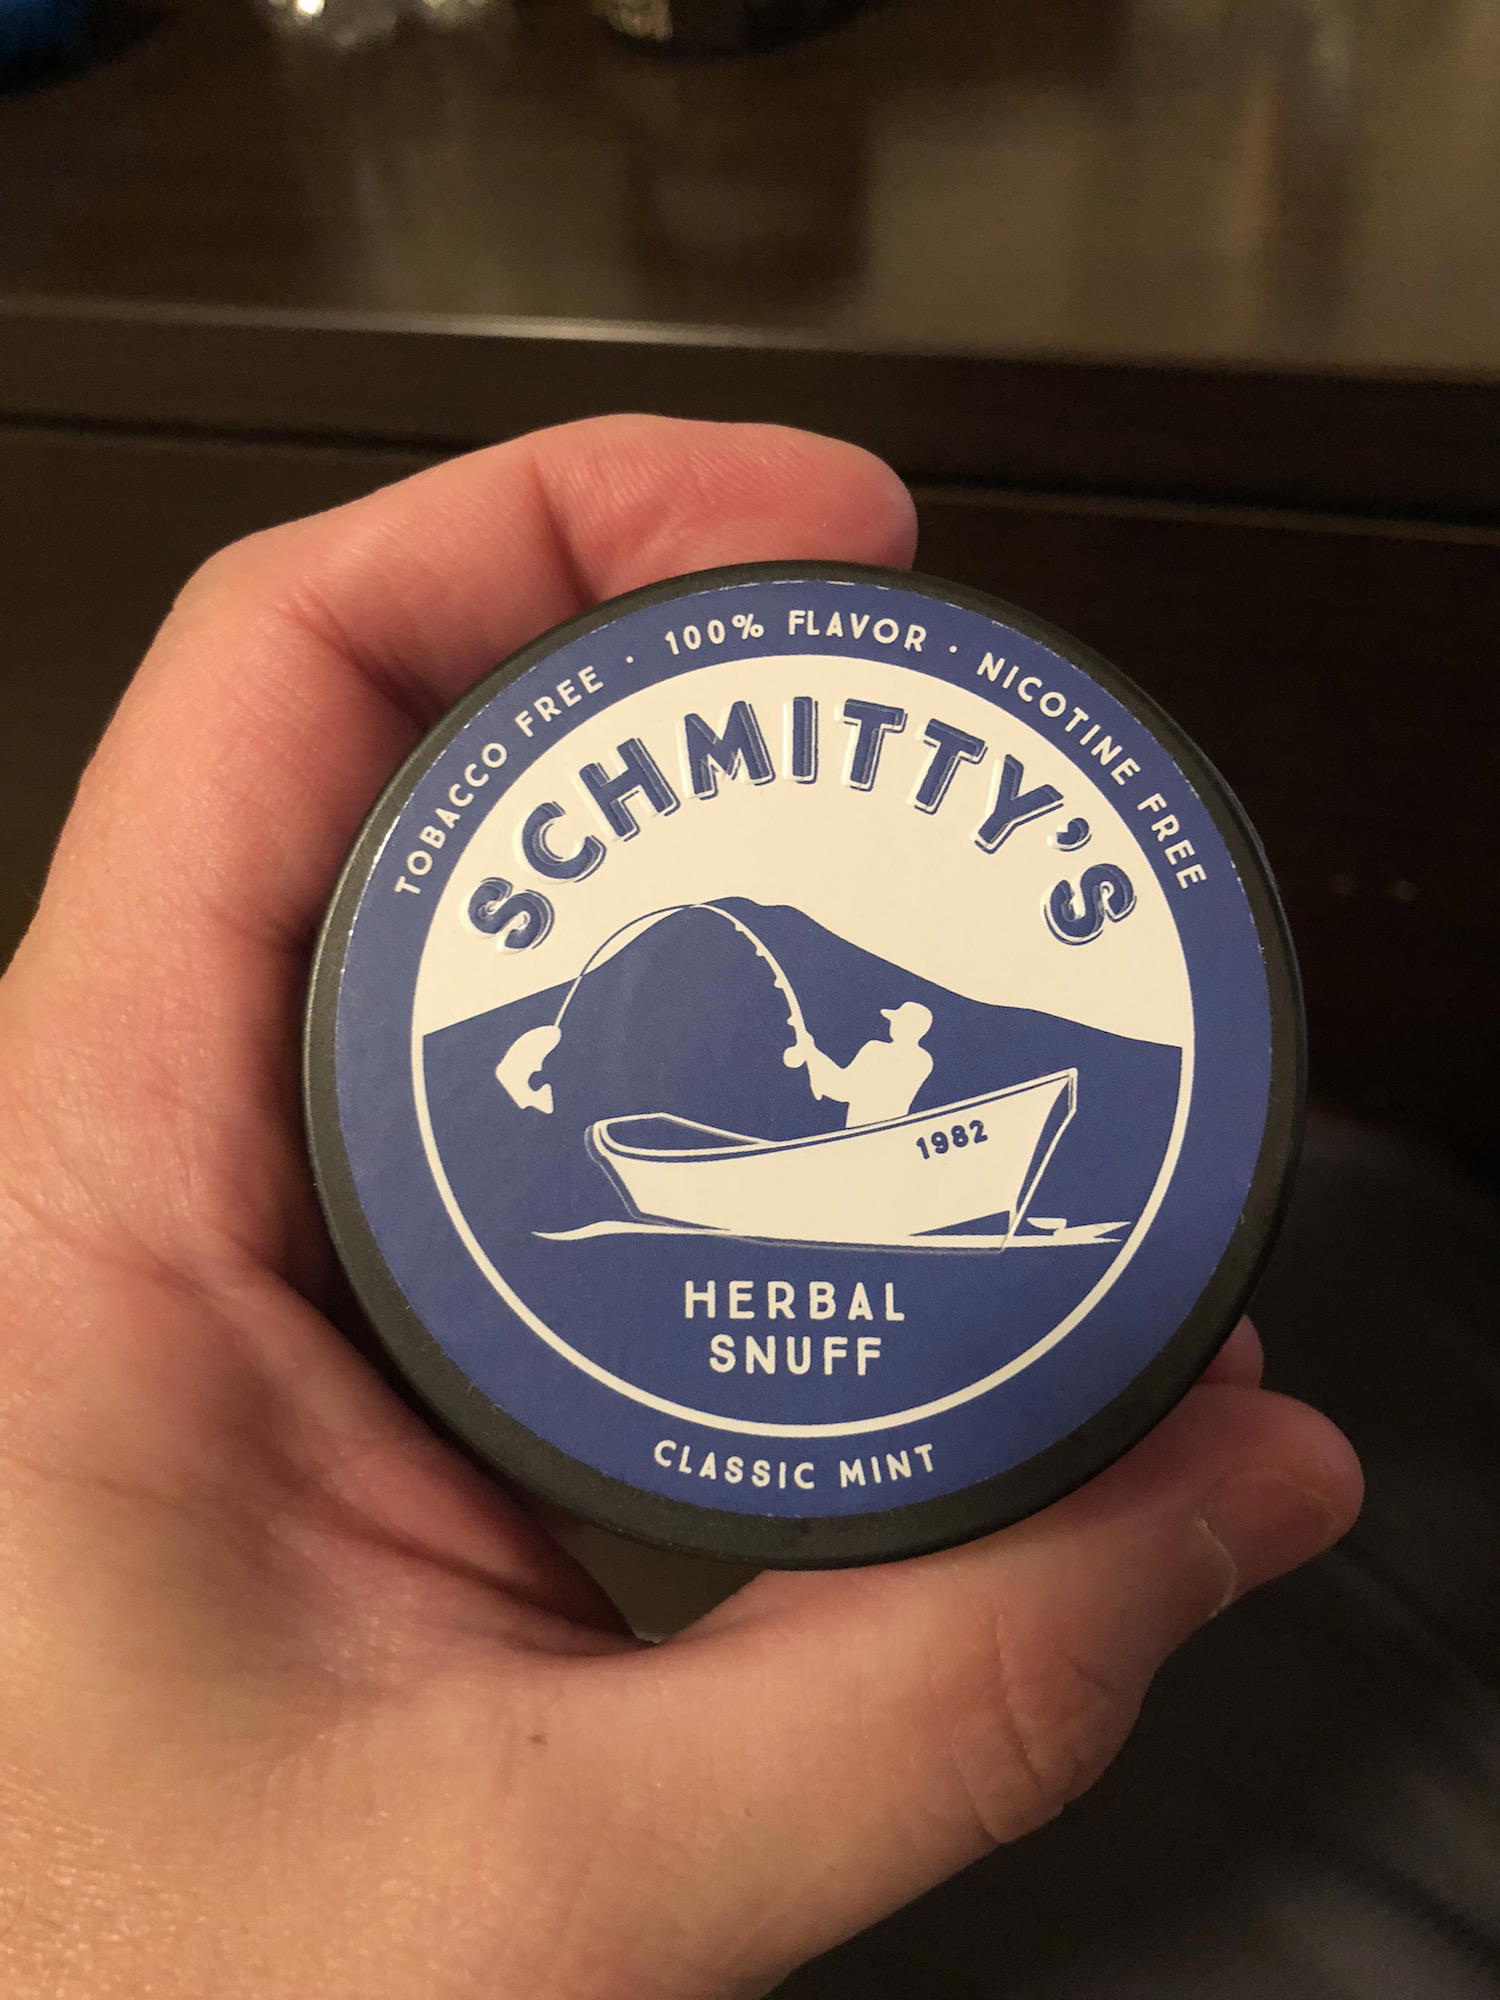 TOBACCO FREE · 100% FLAVOR · NICOTINE FREE
SCHMITTY'S
1982
HERBAL
SNUFF
CLASSIC MINT